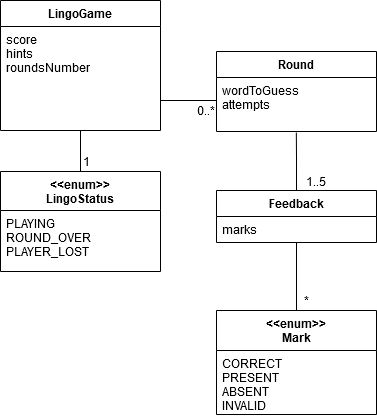 LingoGame
score
hints
roundsNumber
0..*
Round
wordToGuess
attempts
1
<<enum>>
LingoStatus
PLAYING
ROUND_OVER
PLAYER_LOST
1..5
Feedback
marks
*
<<enum>>
Mark
CORRECT
PRESENT
ABSENT
INVALID